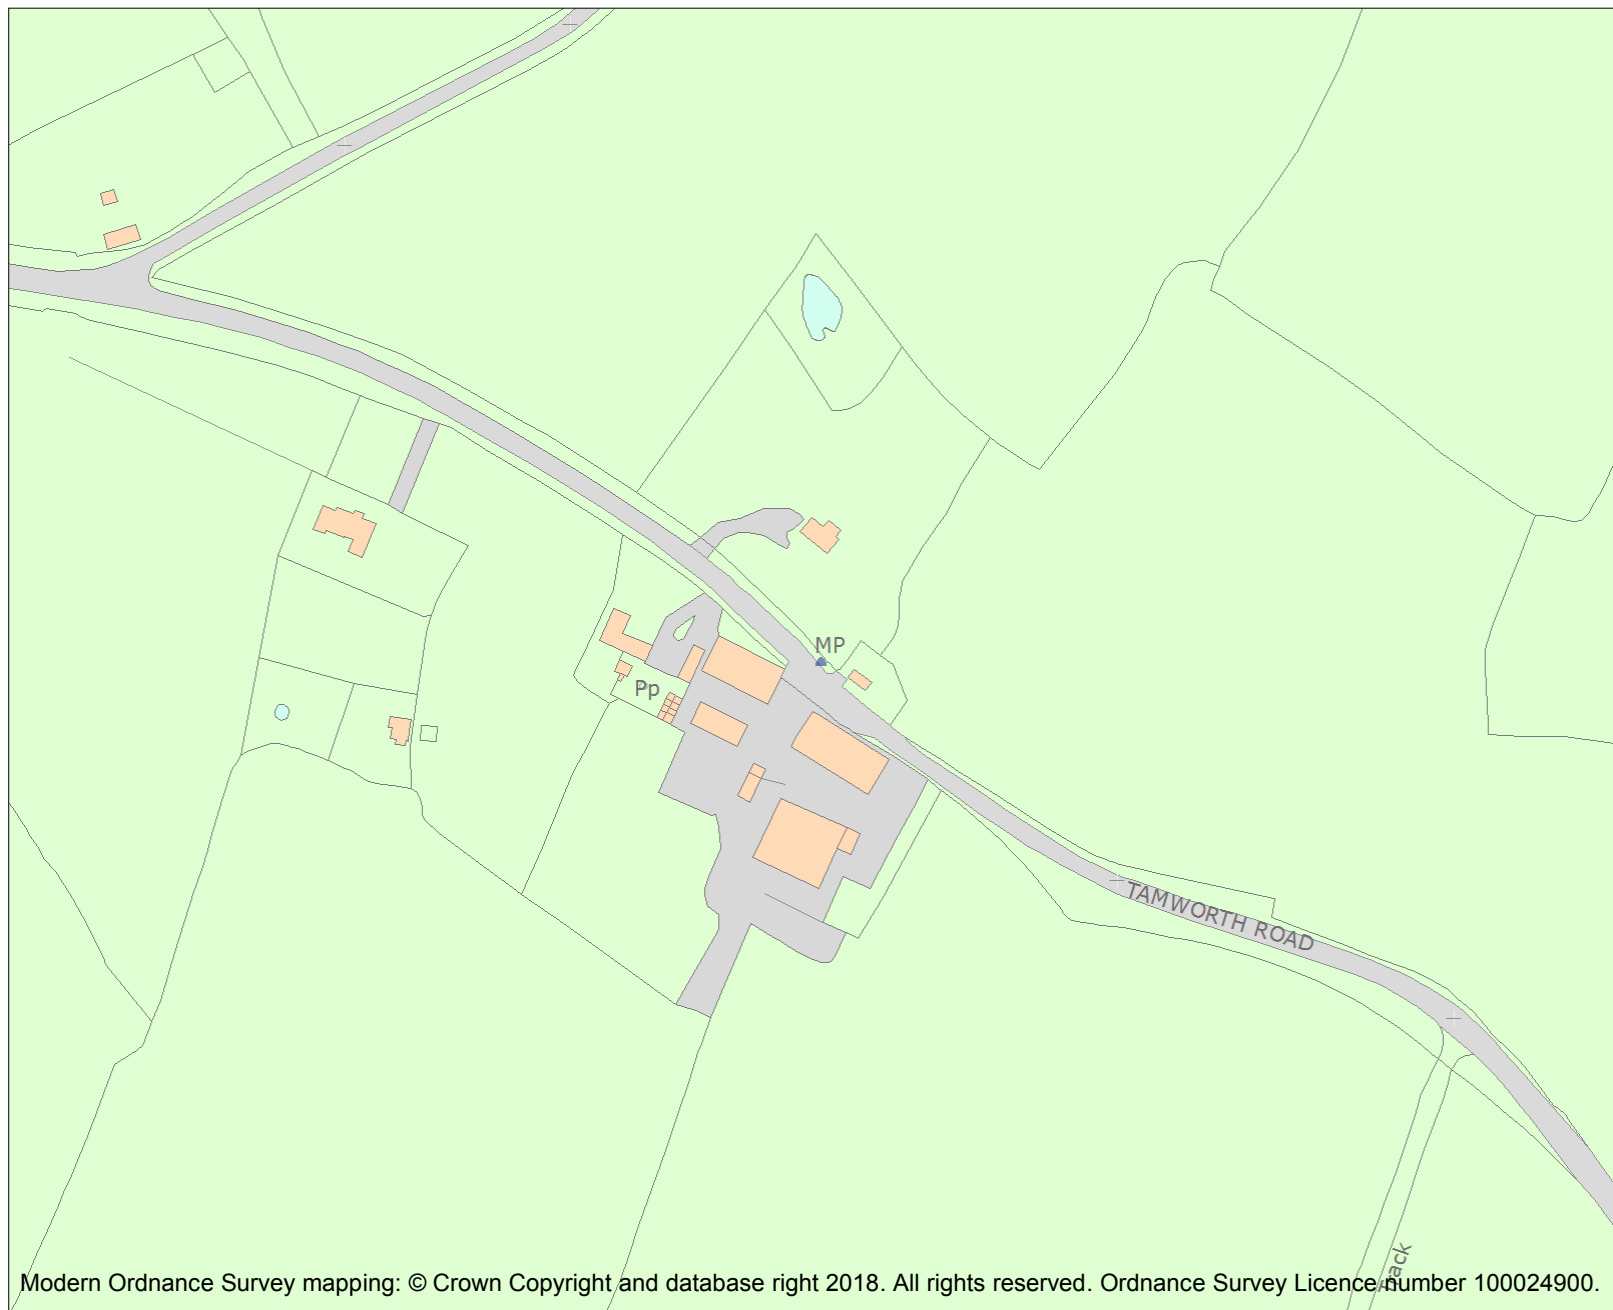 MP
Pp
TAMWORTH ROAD
Track
Modern Ordnance Survey mapping: © Crown Copyright and database right 2018. All rights reserved. Ordnance Survey Licence number 100024900.